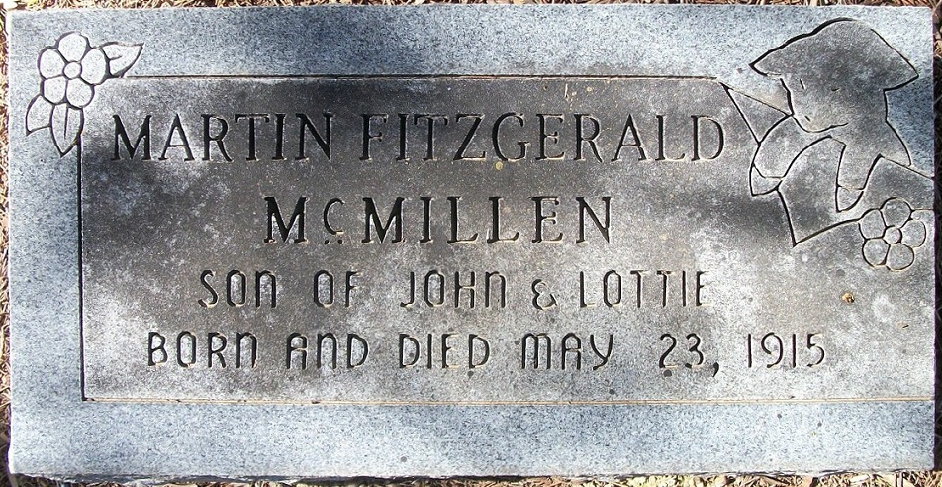 MARTIN FITZGERALD
McMILLEN
SON OF JOHN & LOTTIE
BORN AND DIED MAY 23, 1915